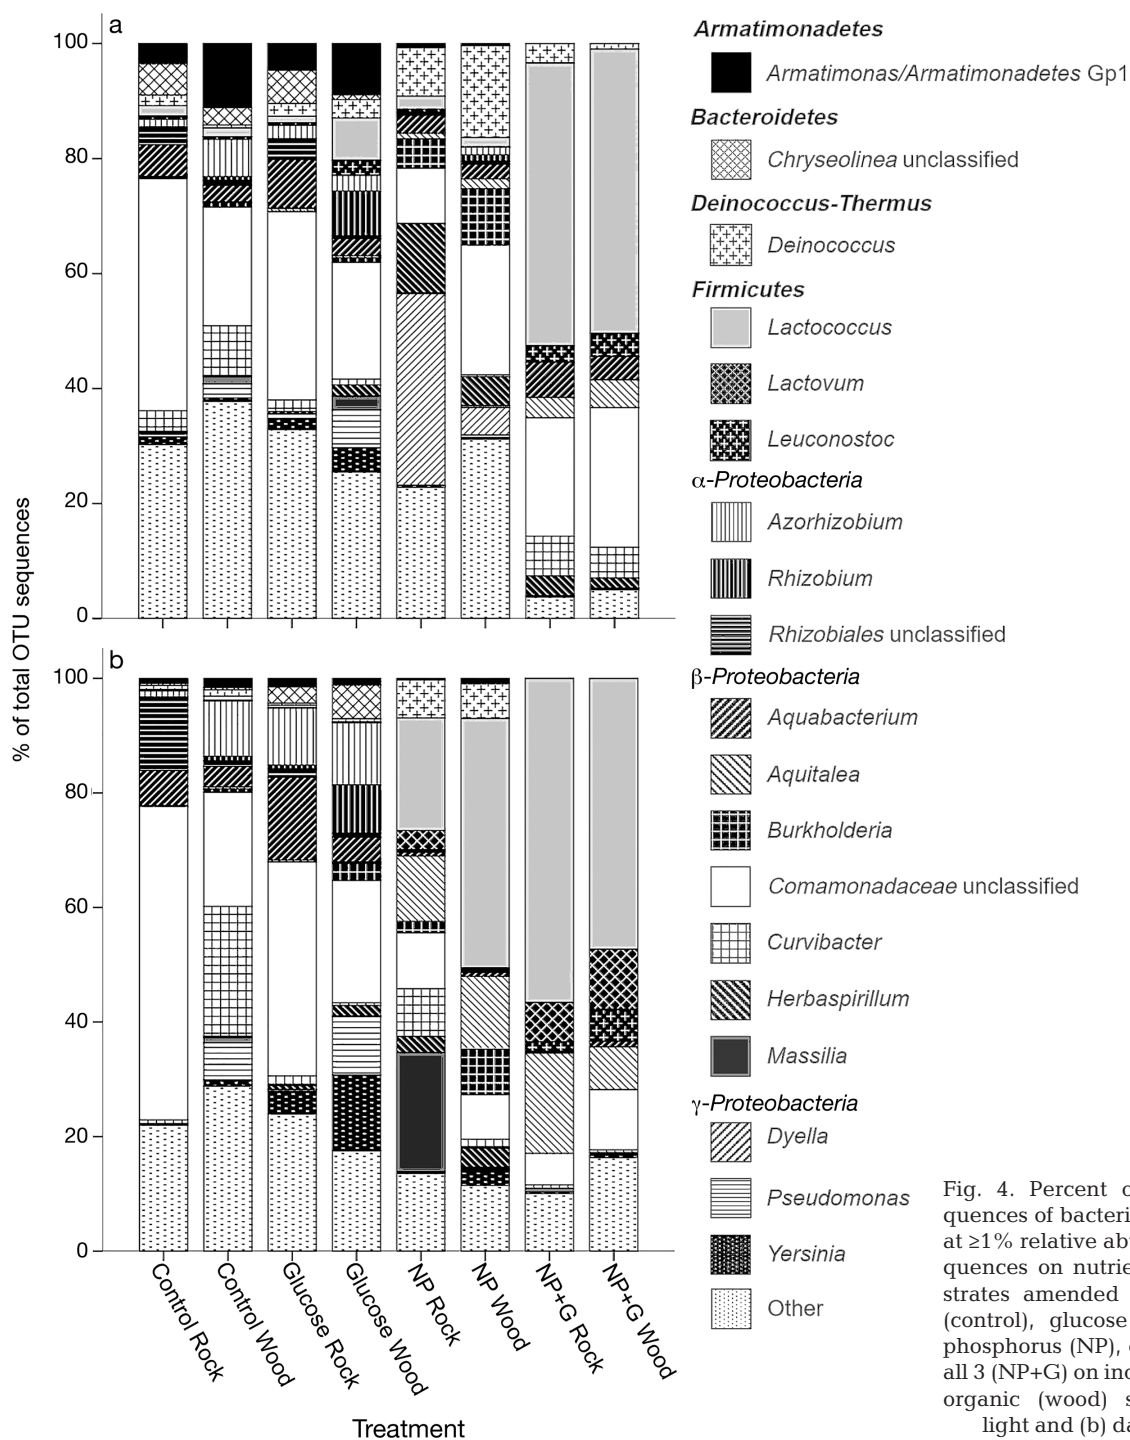 a
100
80
60
40
20
0
b
100
80
60
40
20
0
% of total OTU sequences
Control Rock
Control Wood
Glucose Rock
Glucose Wood
NP Rock
NP Wood
NP+G Rock
NP+G Wood
Treatment
Armatimonadetes
Armatimonas/Armatimonadetes Gp1
Bacteroidetes
Chryseolinea unclassified
Deinococcus-Thermus
Deinococcus
Firmicutes
Lactococcus
Lactovum
Leuconostoc
α-Proteobacteria
Azorhizobium
Rhizobium
Rhizobiales unclassified
β-Proteobacteria
Aquabacterium
Aquitalea
Burkholderia
Comamonadaceae unclassified
Curvibacter
Herbaspirillum
Massilia
γ-Proteobacteria
Dyella
Pseudomonas
Yersinia
Other
Fig. 4. Percent o
quences of bacteri
at ≥1% relative ab
quences on nutrie
strates amended
(control), glucose
phosphorus (NP),
all 3 (NP+G) on ino
organic (wood) s
light and (b) da